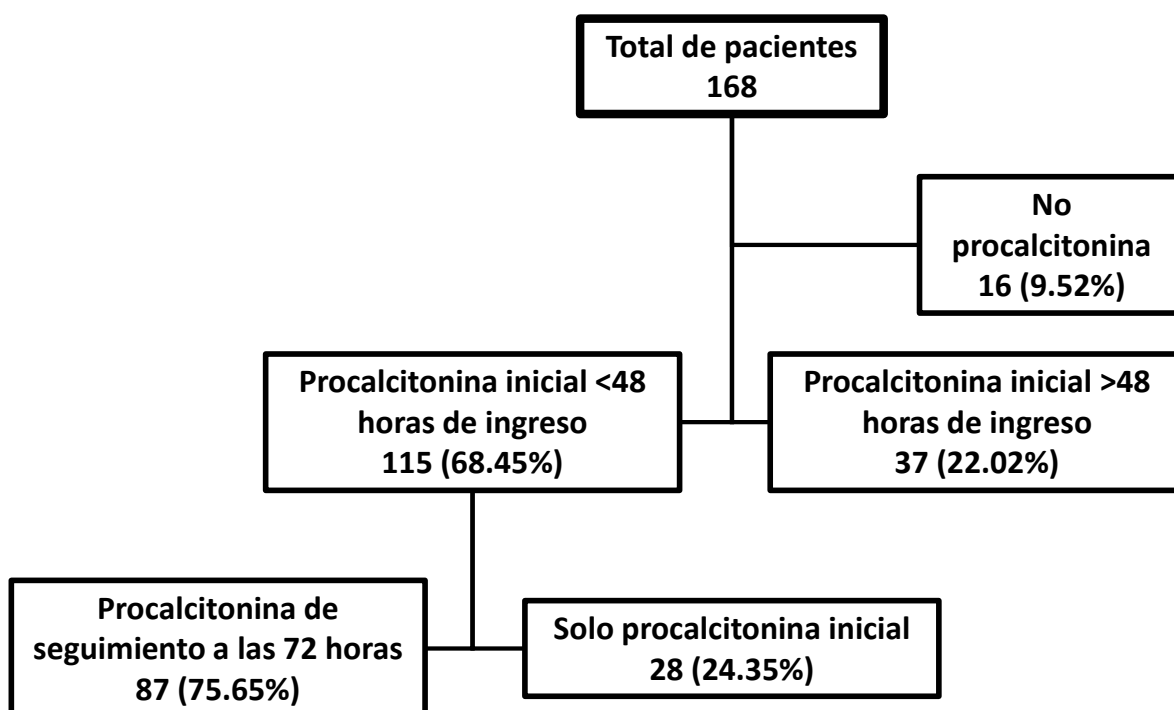 Total de pacientes
168
No
procalcitonina
16 (9.52%)
Procalcitonina inicial <48
horas de ingreso
115 (68.45%)
Procalcitonina inicial >48
horas de ingreso
37 (22.02%)
Procalcitonina de
seguimiento a las 72 horas
87 (75.65%)
Solo procalcitonina inicial
28 (24.35%)